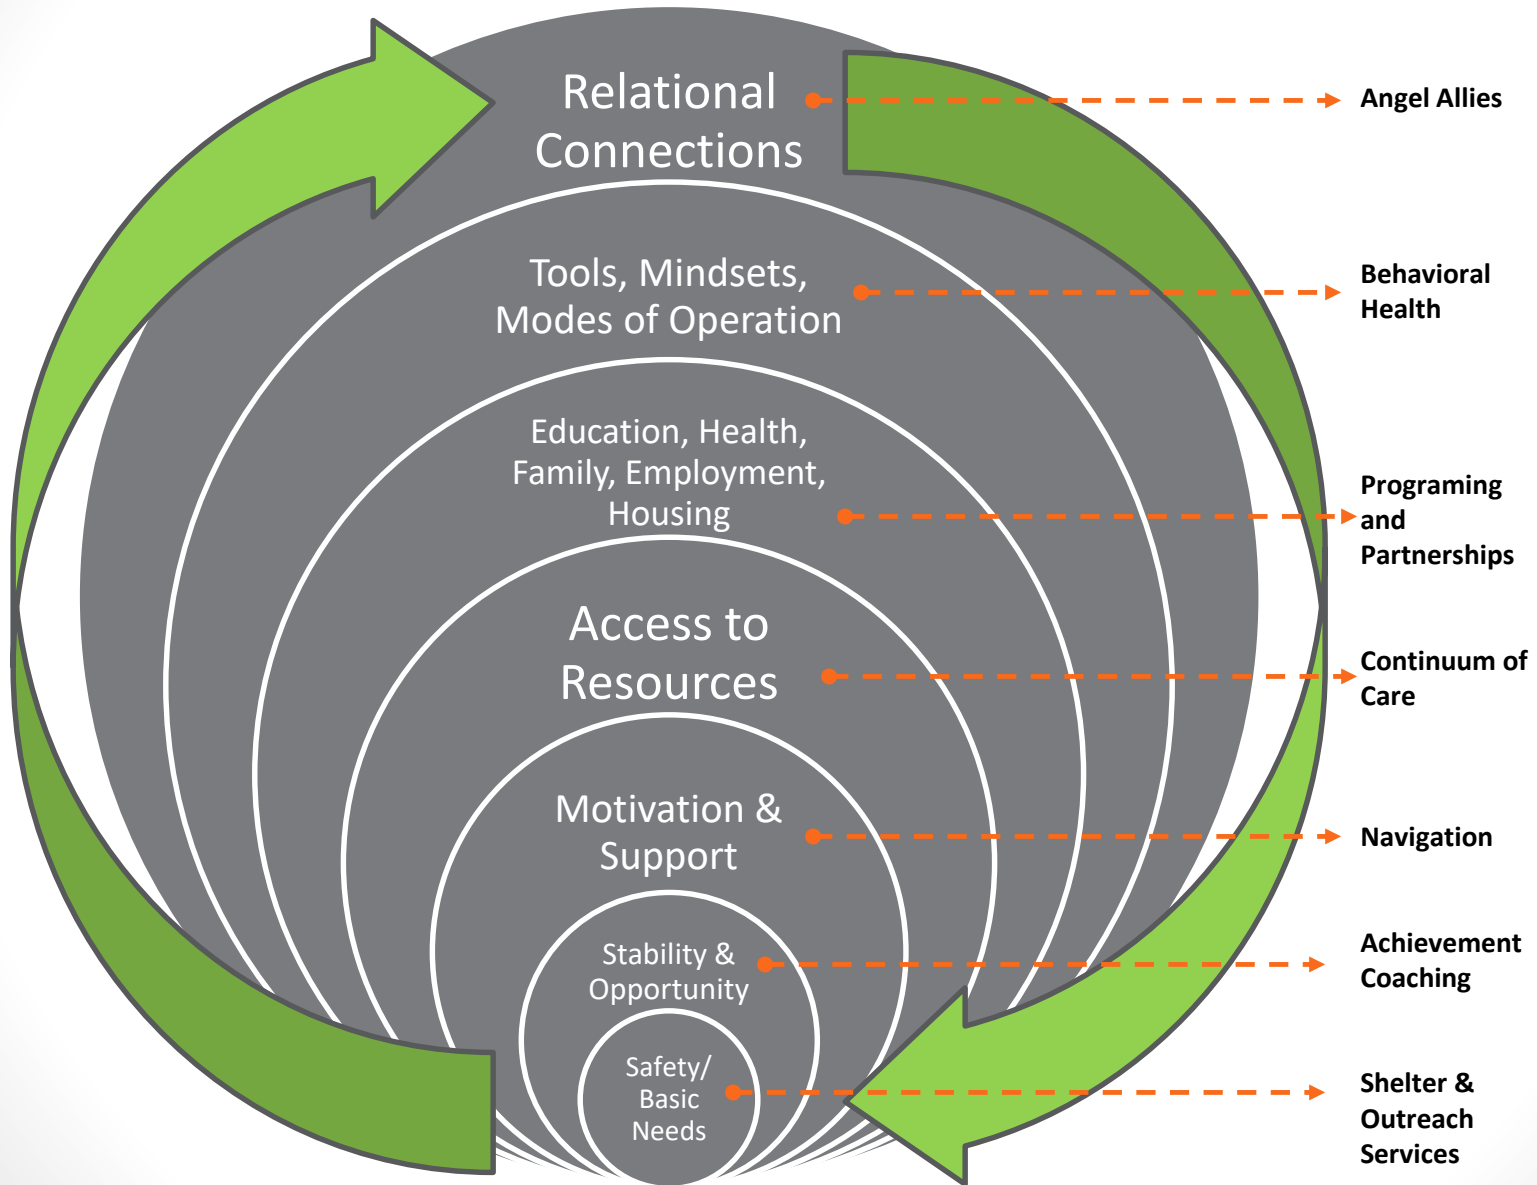 Relational
Connections
Angel Allies
Tools, Mindsets,
Modes of Operation
Behavioral
Health
Education, Health,
Family, Employment,
Housing
Programing
and
Partnerships
Access to
Resources
Continuum of
Care
Motivation &
Support
Navigation
Stability &
Opportunity
Achievement
Coaching
Safety/
Basic
Needs
Shelter &
Outreach
Services